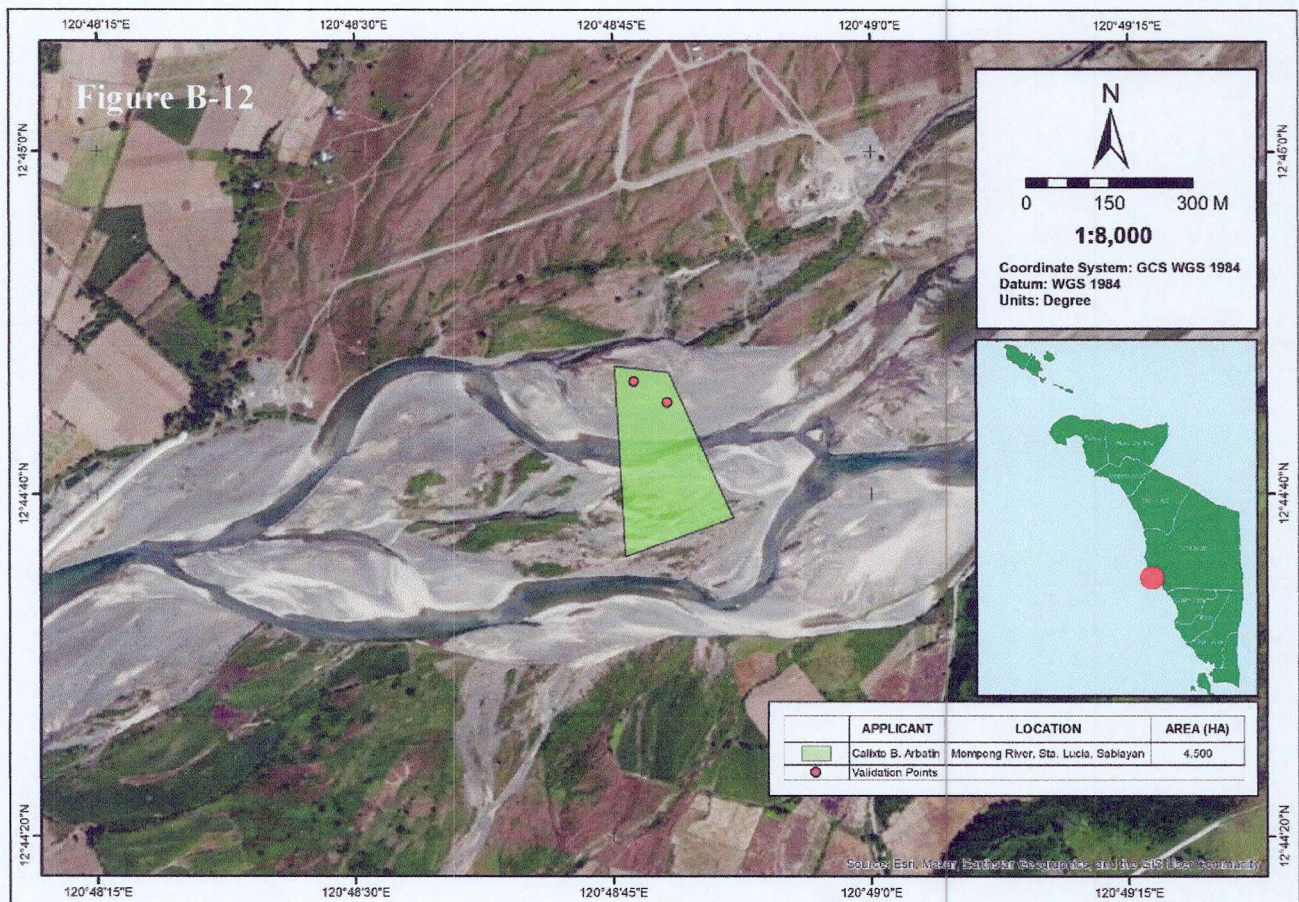 120°48'15"E 120°48'30"E 120°48'45"E 120°49'0"E 120°49'15"E
Figure B-12
12°45'0"N
12°45'0"N
N
0 150 300 M
1:8,000
Coordinate System: GCS WGS 1984
Datum: WGS 1984
Units: Degree
12°44'40"N
12°44'40"N
APPLICANT LOCATION AREA (HA)
Calixto B. Arbatin Mompong River, Sta. Lucia, Sablayan 4.500
Validation Points
12°44'20"N
12°44'20"N
Source: Esri, Maxar, Earthstar Geographics, and the GIS User Community
120°48'15"E 120°48'30"E 120°48'45"E 120°49'0"E 120°49'15"E